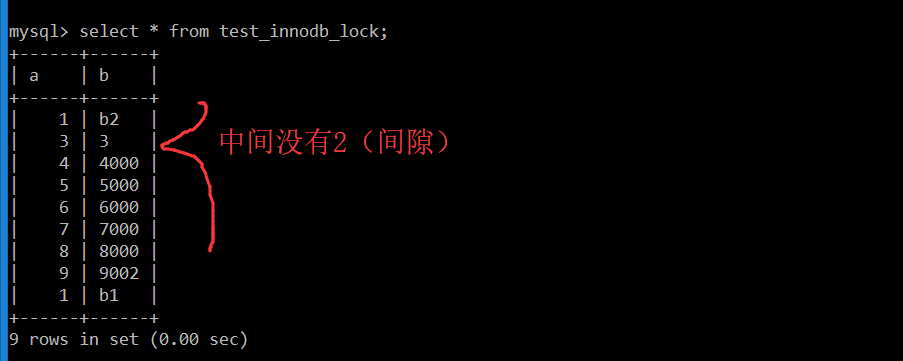 mysql> select * from test_innodb_lock;
+------+------+
| a    | b    |
+------+------+
|    1 | b2   |
|    3 | 3    | 中间没有2（间隙）
|    4 | 4000 |
|    5 | 5000 |
|    6 | 6000 |
|    7 | 7000 |
|    8 | 8000 |
|    9 | 9002 |
|    1 | b1   |
+------+------+
9 rows in set (0.00 sec)